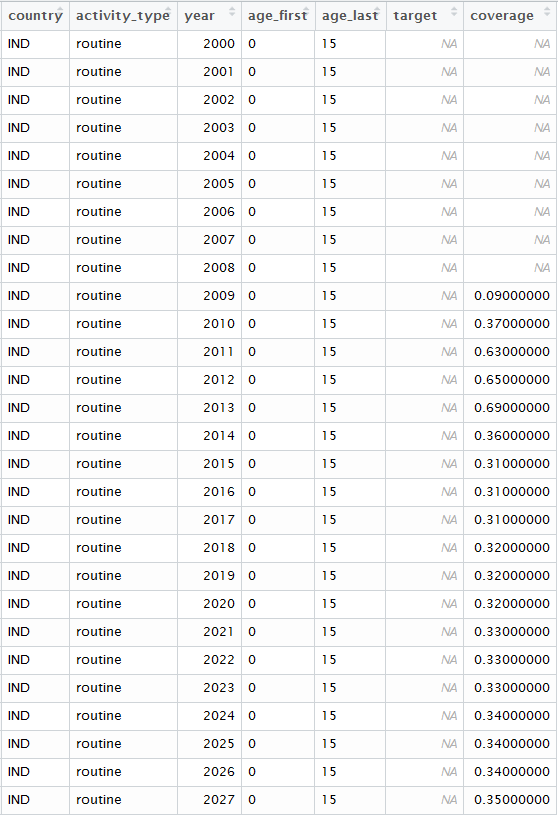 country activity_type year age_first age_last target coverage
IND routine 2000 0 15 NA NA
IND routine 2001 0 15 NA NA
IND routine 2002 0 15 NA NA
IND routine 2003 0 15 NA NA
IND routine 2004 0 15 NA NA
IND routine 2005 0 15 NA NA
IND routine 2006 0 15 NA NA
IND routine 2007 0 15 NA NA
IND routine 2008 0 15 NA NA
IND routine 2009 0 15 NA 0.09000000
IND routine 2010 0 15 NA 0.37000000
IND routine 2011 0 15 NA 0.63000000
IND routine 2012 0 15 NA 0.65000000
IND routine 2013 0 15 NA 0.69000000
IND routine 2014 0 15 NA 0.36000000
IND routine 2015 0 15 NA 0.31000000
IND routine 2016 0 15 NA 0.31000000
IND routine 2017 0 15 NA 0.31000000
IND routine 2018 0 15 NA 0.32000000
IND routine 2019 0 15 NA 0.32000000
IND routine 2020 0 15 NA 0.32000000
IND routine 2021 0 15 NA 0.33000000
IND routine 2022 0 15 NA 0.33000000
IND routine 2023 0 15 NA 0.33000000
IND routine 2024 0 15 NA 0.34000000
IND routine 2025 0 15 NA 0.34000000
IND routine 2026 0 15 NA 0.34000000
IND routine 2027 0 15 NA 0.35000000